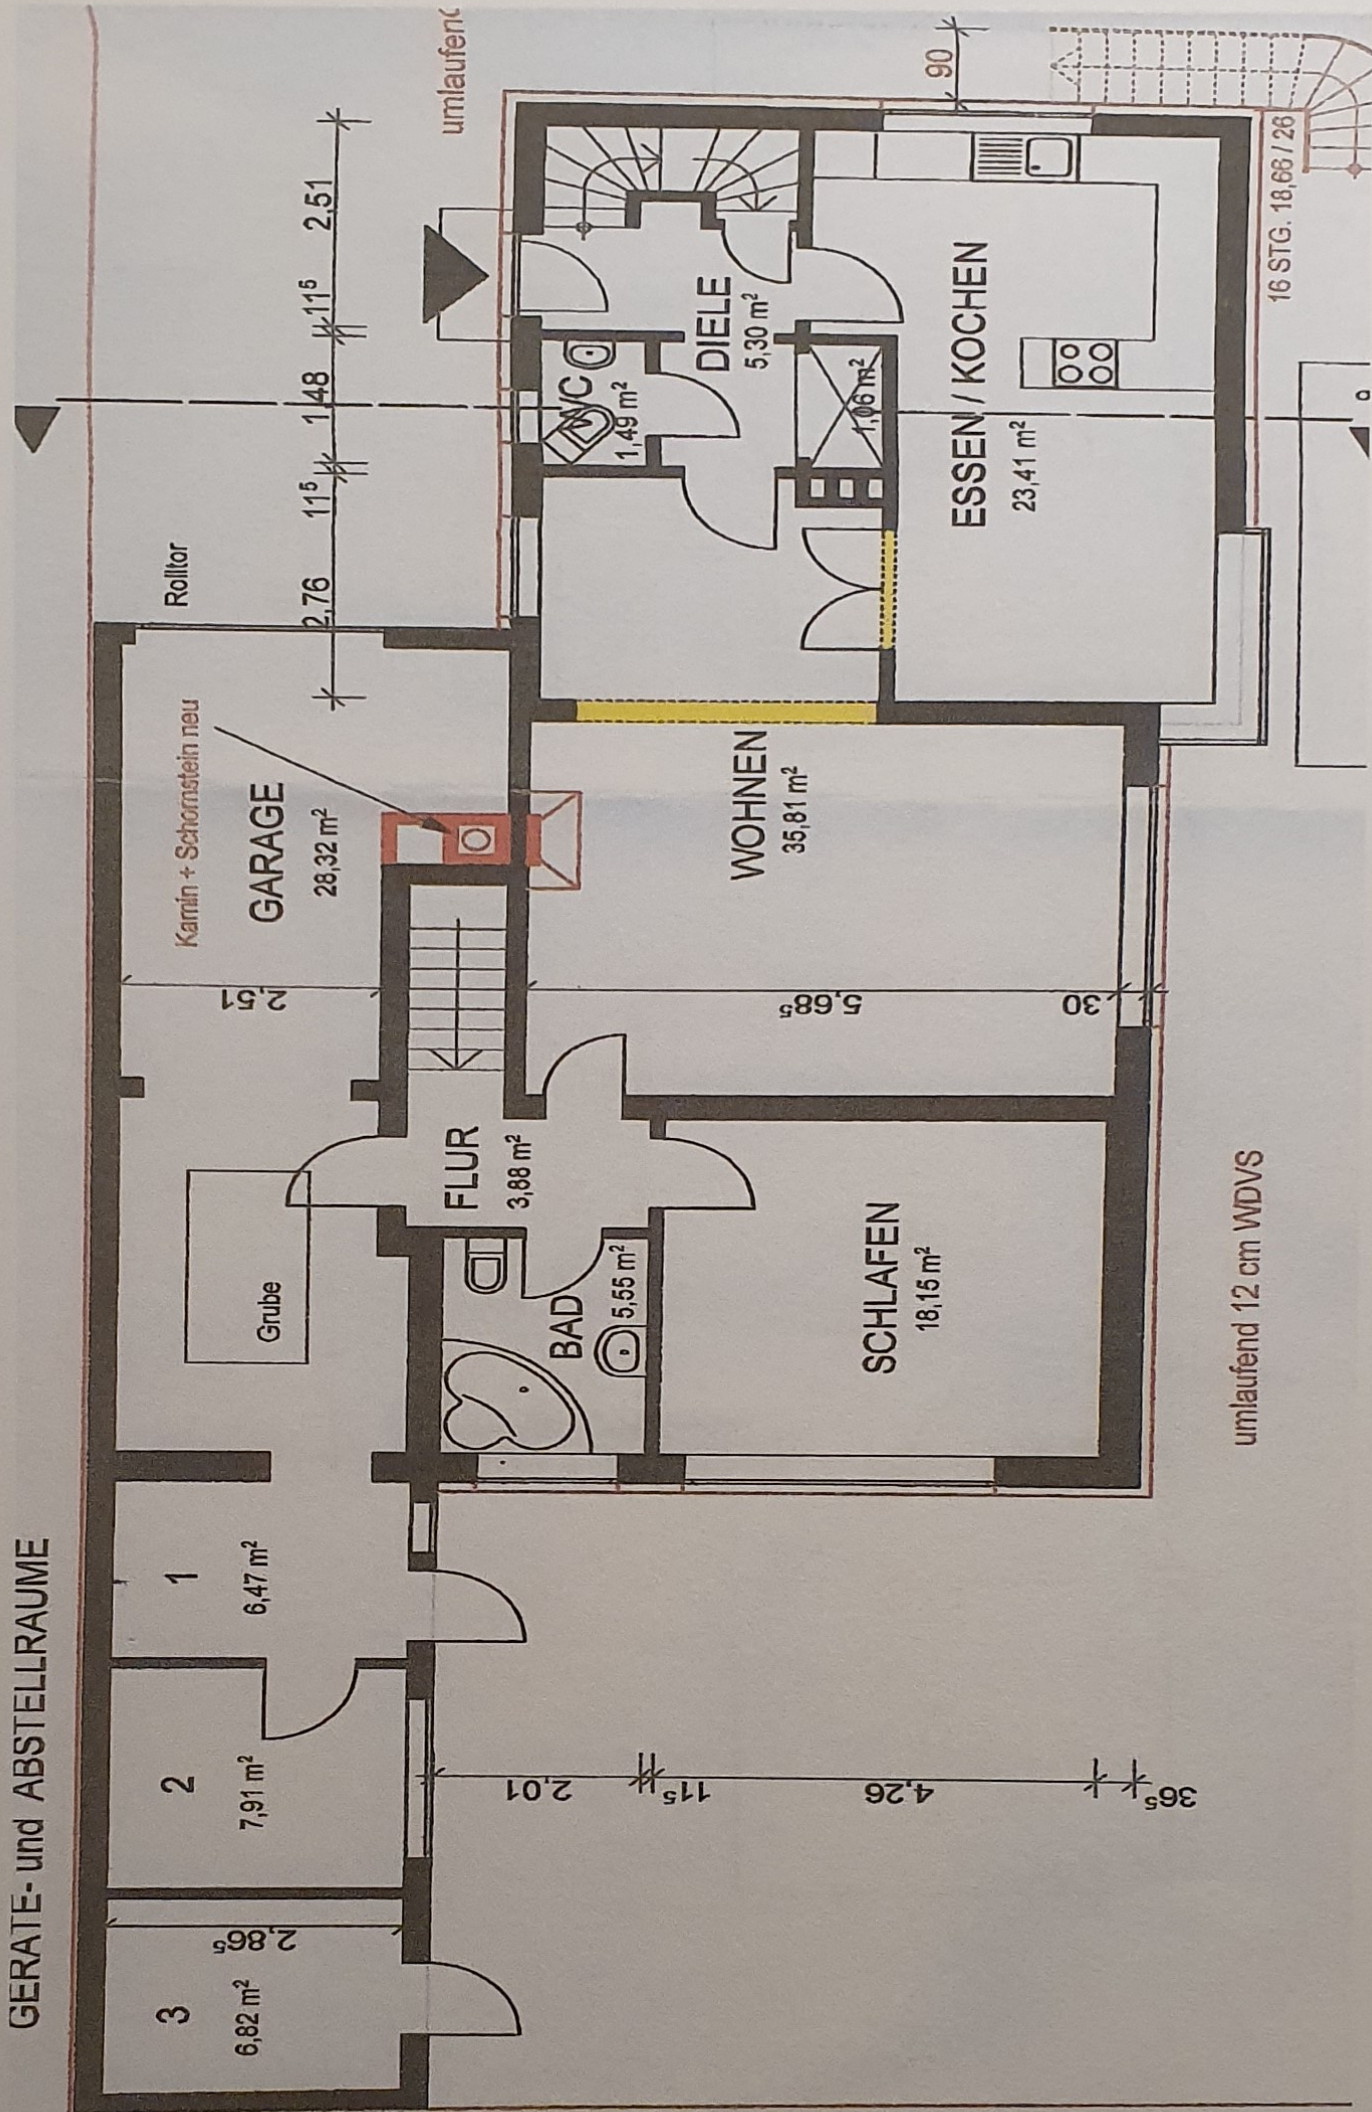 GERATE- und ABSTELLRAUME
3
6,82 m²
2,86⁵
2
7,91 m²
1
6,47 m²
Grube
GARAGE
28,32 m²
2,51
Kamin + Schornstein neu
Rolltor
2,76
11⁵
1,48
11⁵
2,51
umlaufend
FLUR
3,88 m²
BAD
5,55 m²
SCHLAFEN
18,15 m²
WOHNEN
35,81 m²
5,68⁵
30
WC
1,49 m²
DIELE
5,30 m²
1,06 m²
ESSEN / KOCHEN
23,41 m²
90
16 STG. 18,66 / 26
2,01
11⁵
4,26
36⁵
umlaufend 12 cm WDVS